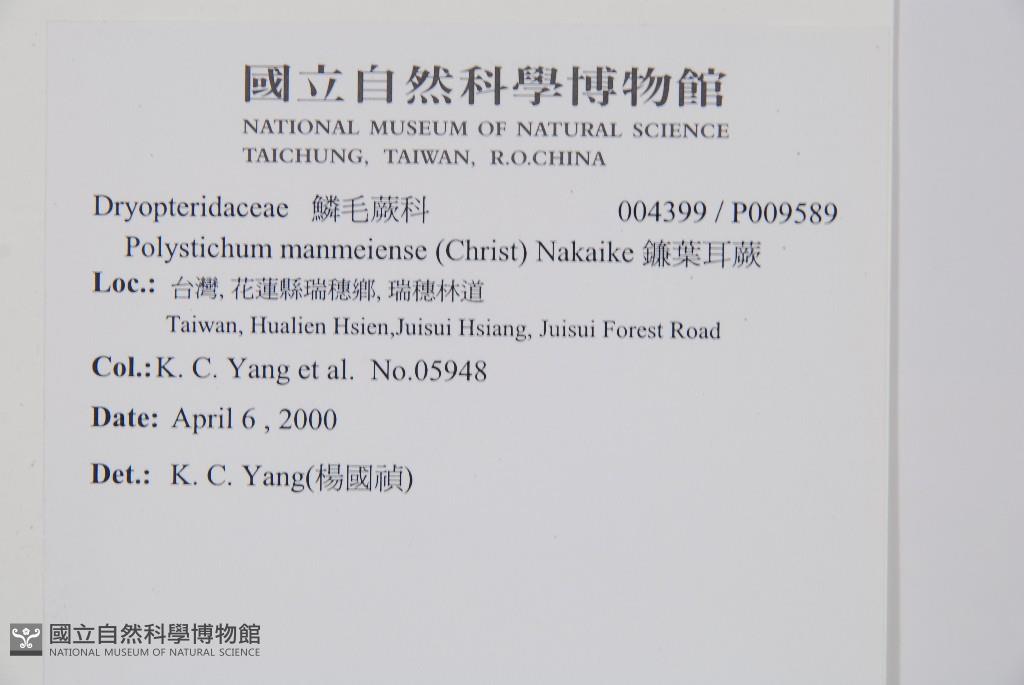 國立自然科學博物館
NATIONAL MUSEUM OF NATURAL SCIENCE
TAICHUNG, TAIWAN, R.O.CHINA
Dryopteridaceae 鱗毛蕨科 004399 / P009589
Polystichum manmeiense (Christ) Nakaike 鐮葉耳蕨
Loc.: 台灣, 花蓮縣瑞穗鄉, 瑞穗林道
Taiwan, Hualien Hsien,Juisui Hsiang, Juisui Forest Road
Col.:K. C. Yang et al. No.05948
Date: April 6 , 2000
Det.: K. C. Yang(楊國禎)
國立自然科學博物館
NATIONAL MUSEUM OF NATURAL SCIENCE